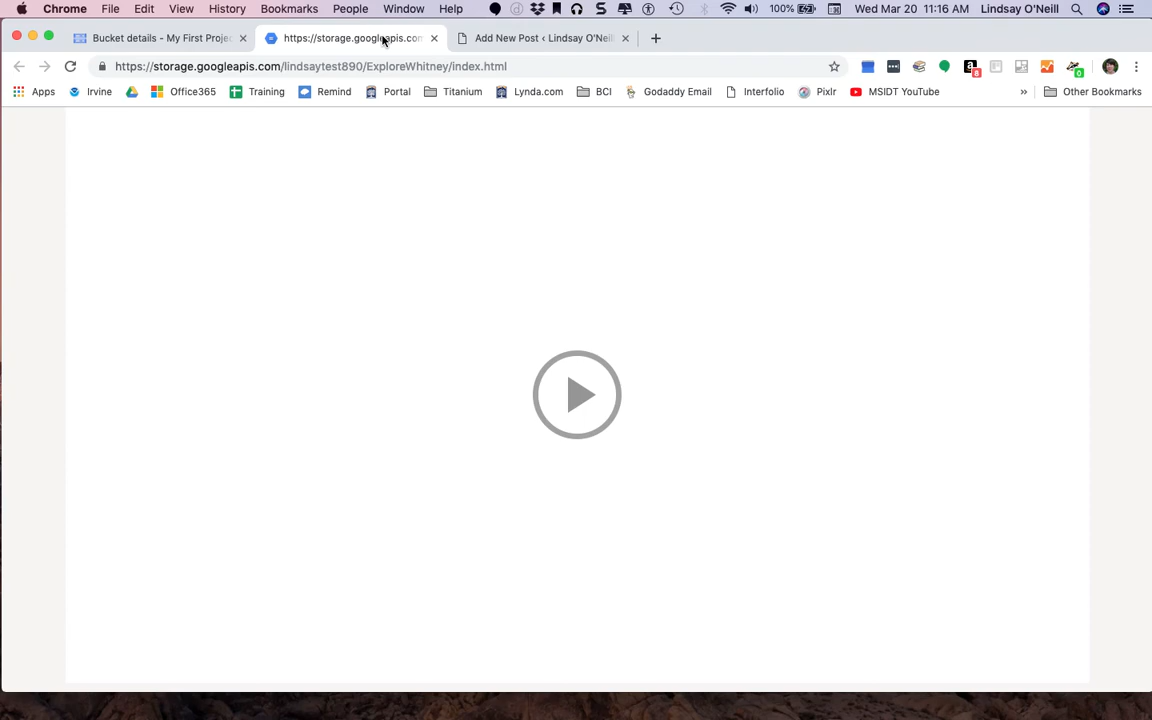 Chrome File Edit View History Bookmarks People Window Help 100% Wed Mar 20 11:16 AM Lindsay O'Neill
Bucket details - My First Projec https://storage.googleapis.com Add New Post ‹ Lindsay O'Neill
https://storage.googleapis.com/lindsaytest890/ExploreWhitney/index.html
Apps Irvine Office365 Training Remind Portal Titanium Lynda.com BCI Godaddy Email Interfolio Pixlr MSIDT YouTube » Other Bookmarks